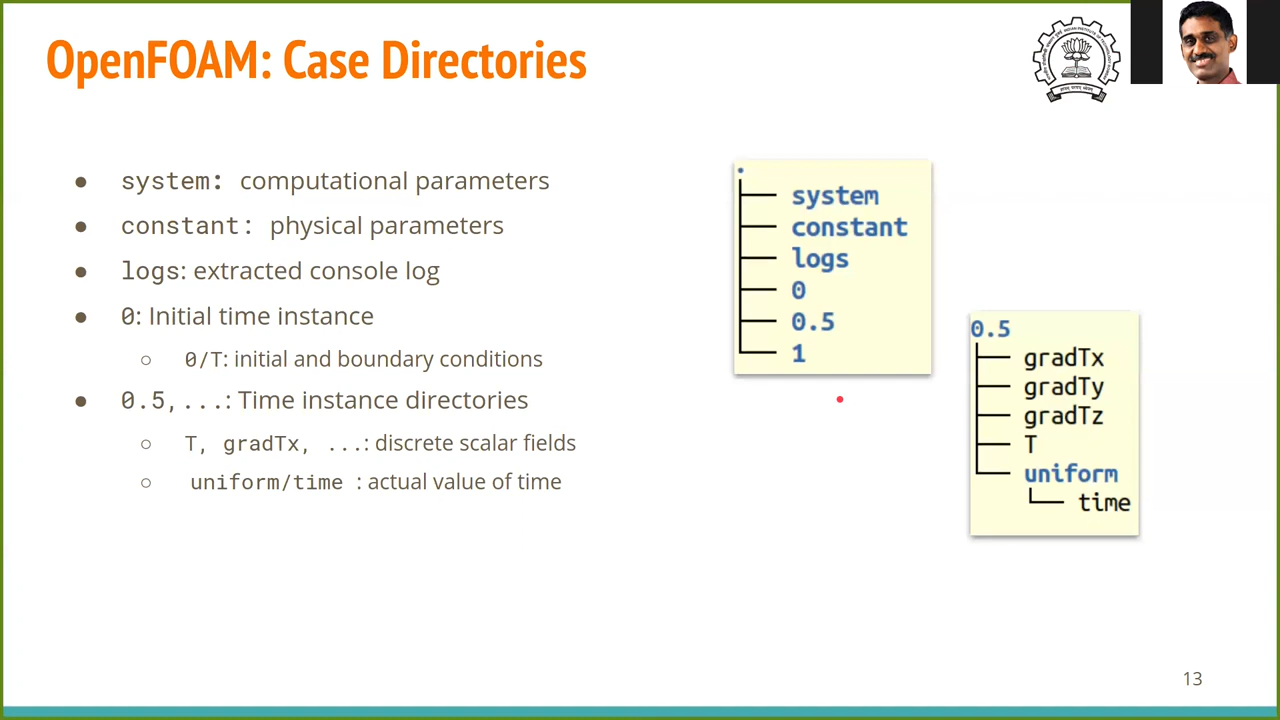 OpenFOAM: Case Directories
● system: computational parameters
● constant: physical parameters
● logs: extracted console log
● 0: Initial time instance
○ 0/T: initial and boundary conditions
● 0.5,...: Time instance directories
○ T, gradTx, ...: discrete scalar fields
○ uniform/time : actual value of time
.
system
constant
logs
0
0.5
1
0.5
gradTx
gradTy
gradTz
T
uniform
time
13